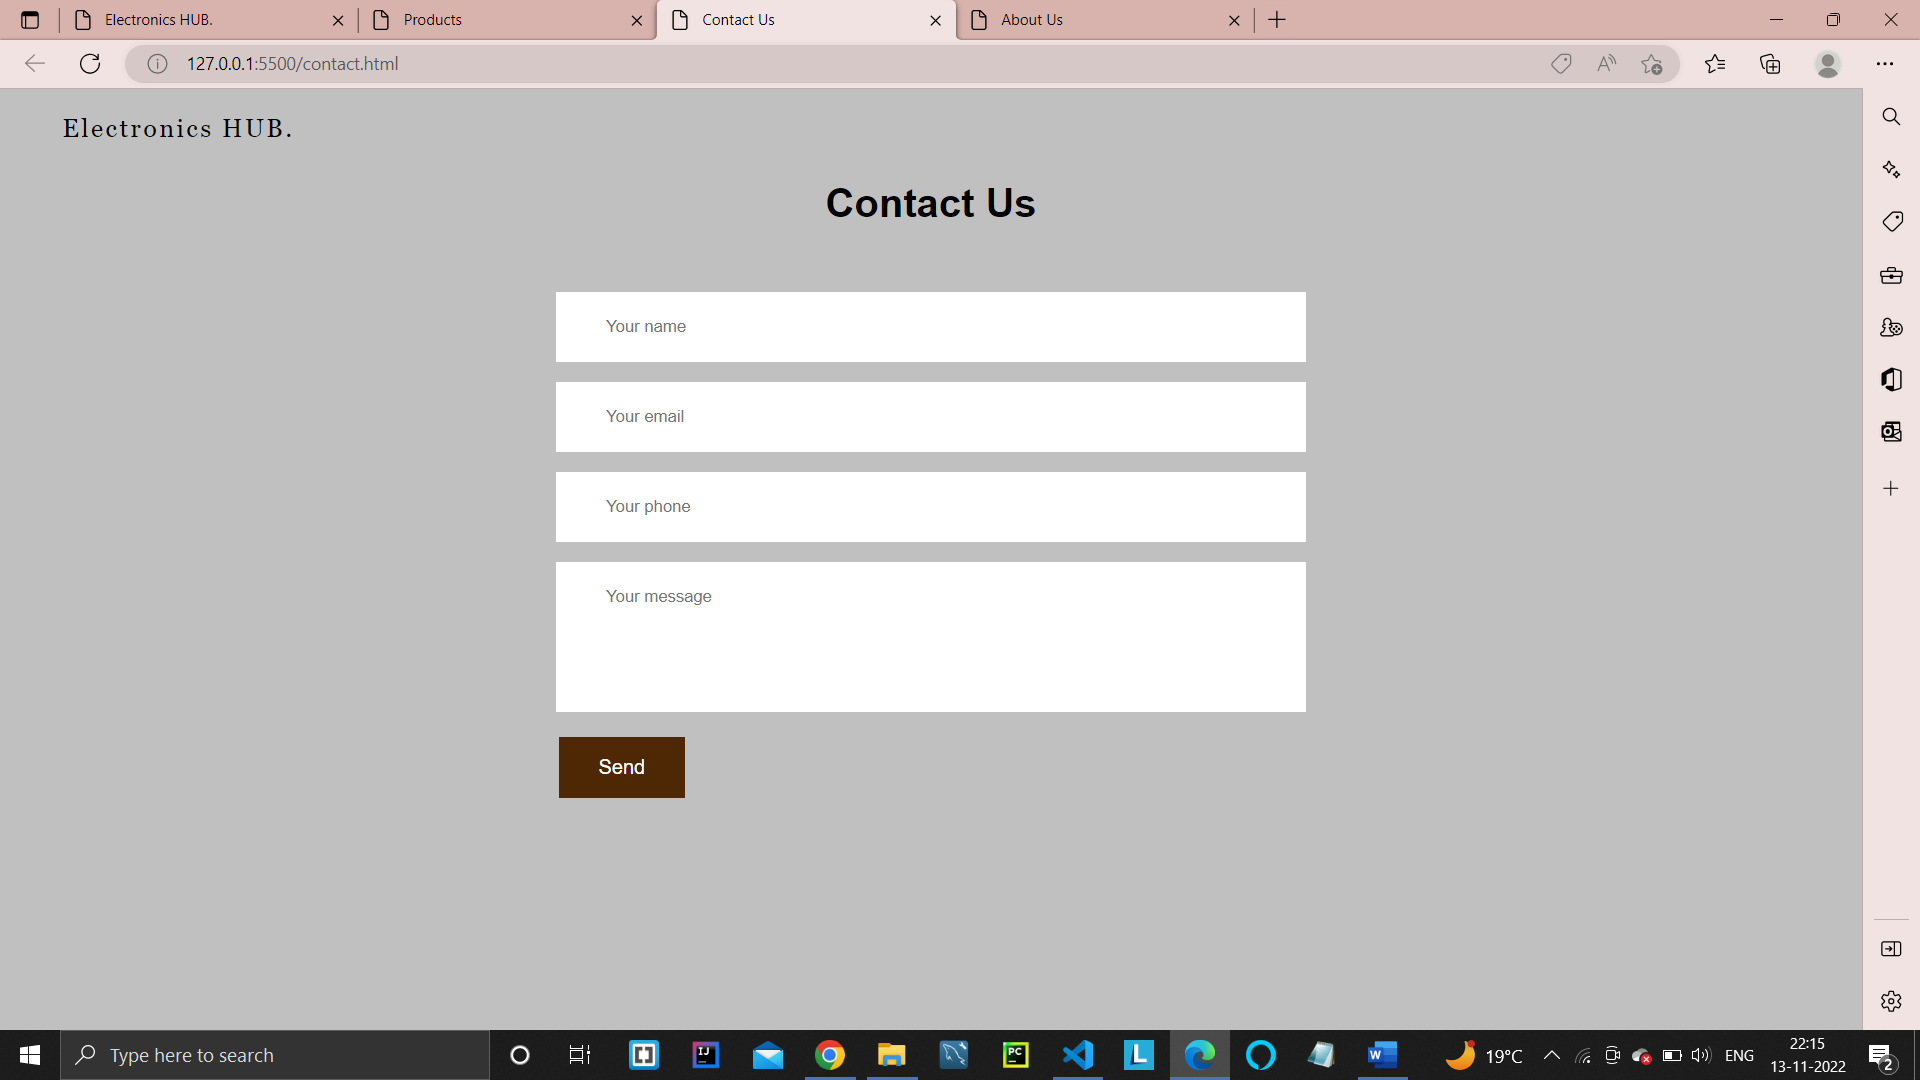 Electronics HUB.
Products
Contact Us
About Us
127.0.0.1:5500/contact.html
Electronics HUB.
Contact Us
Your name
Your email
Your phone
Your message
Send
Type here to search
IJ
PC
L
W
19°C
ENG
22:15
13-11-2022
2